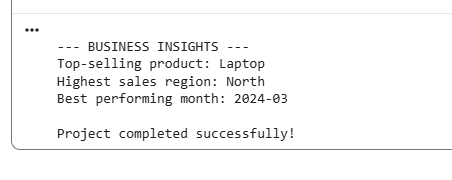 --- BUSINESS INSIGHTS ---
Top-selling product: Laptop
Highest sales region: North
Best performing month: 2024-03
Project completed successfully!